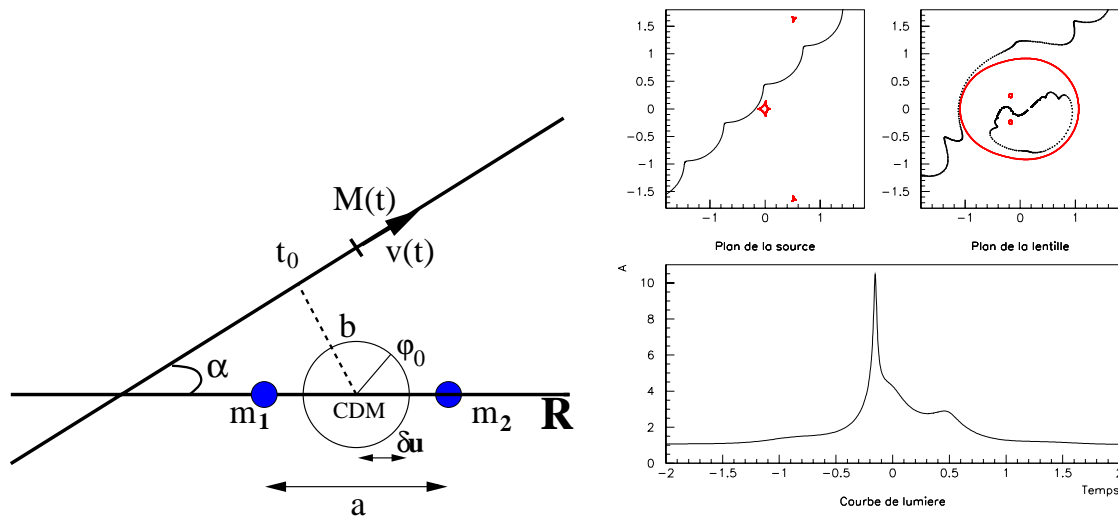 M(t)
v(t)
t0
b
φ0
α
m1
CDM
m2
R
δu
a
1.5
1
0.5
0
-0.5
-1
-1.5
-1 0 1
Plan de la source
1.5
1
0.5
0
-0.5
-1
-1.5
-1 0 1
Plan de la lentille
A
10
8
6
4
2
0
-2 -1.5 -1 -0.5 0 0.5 1 1.5 2
Temps
Courbe de lumiere